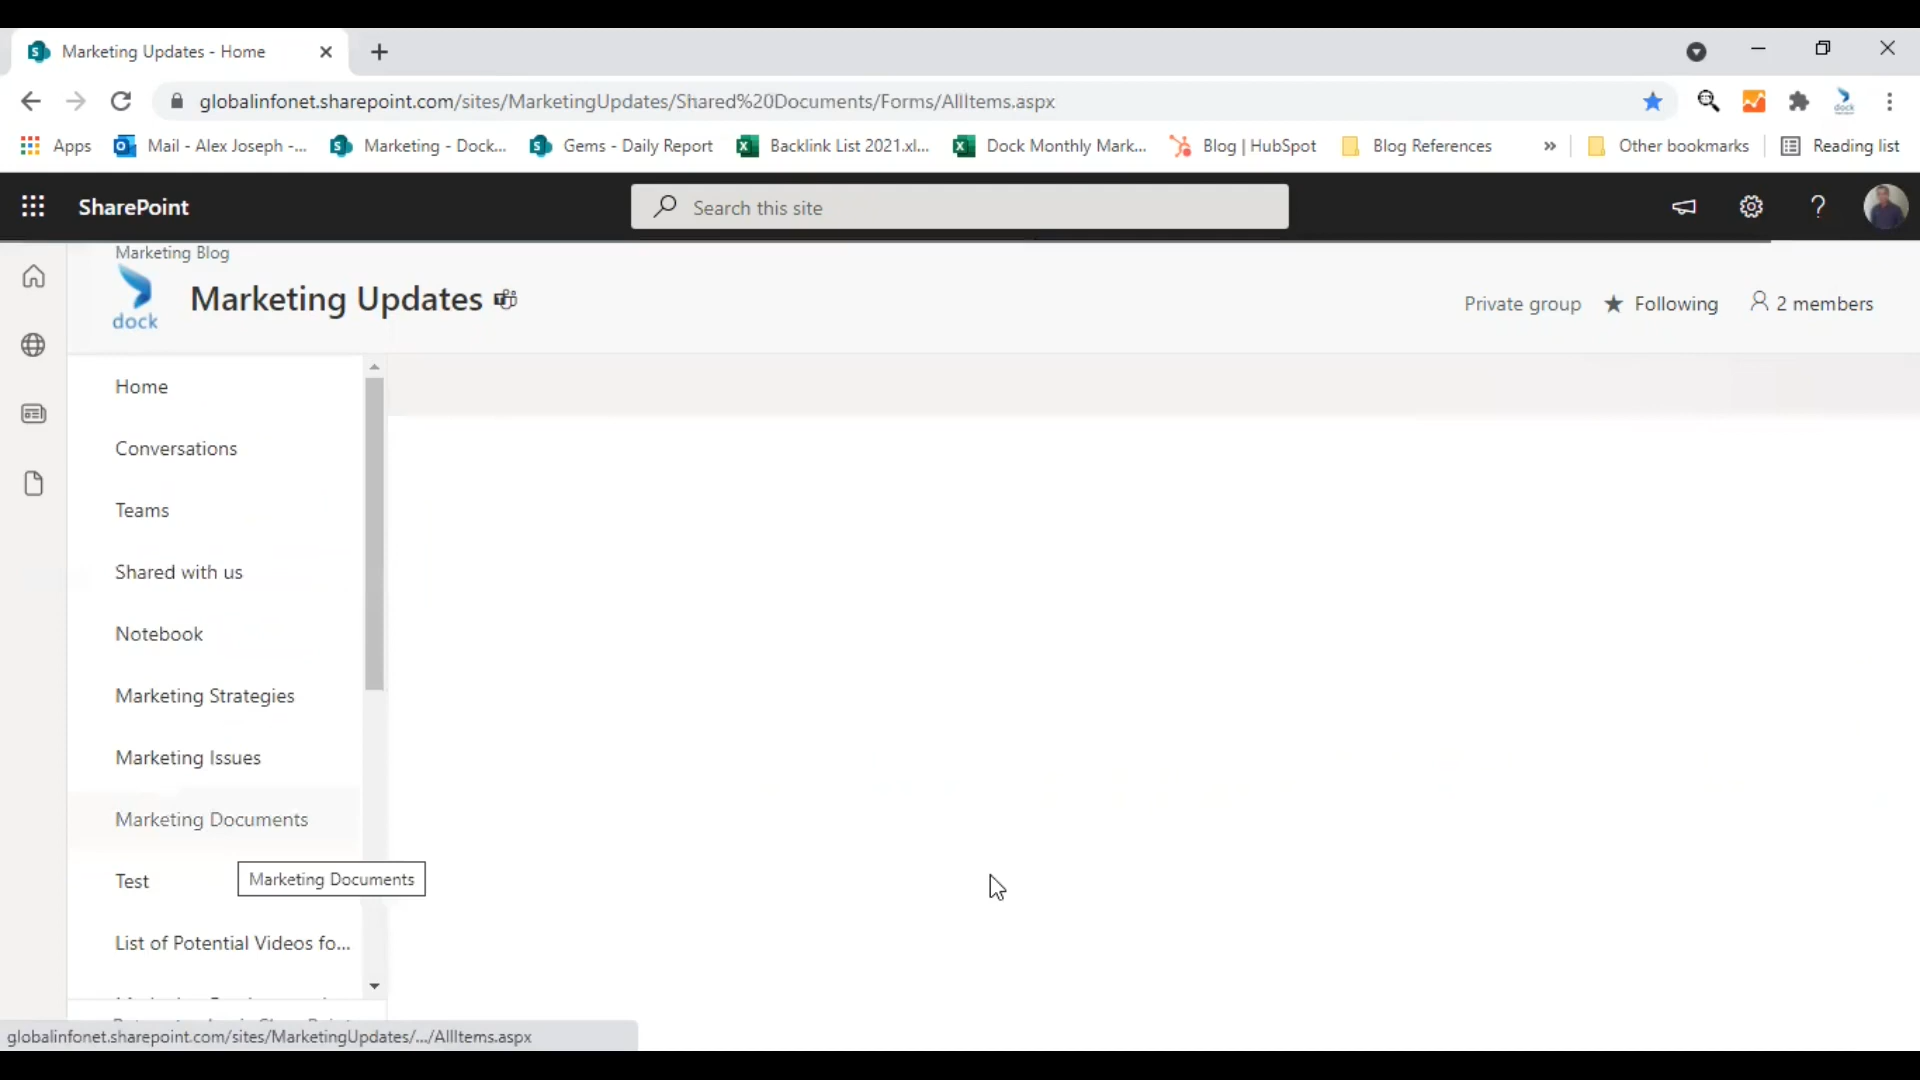 Marketing Updates - Home
globalinfonet.sharepoint.com/sites/MarketingUpdates/Shared%20Documents/Forms/AllItems.aspx
Apps Mail - Alex Joseph -... Marketing - Dock... Gems - Daily Report Backlink List 2021.xl... Dock Monthly Mark... Blog | HubSpot Blog References » Other bookmarks Reading list
SharePoint Search this site ?
Marketing Blog
dock
Marketing Updates
Private group Following 2 members
Home
Conversations
Teams
Shared with us
Notebook
Marketing Strategies
Marketing Issues
Marketing Documents
Test
Marketing Documents
List of Potential Videos fo...
globalinfonet.sharepoint.com/sites/MarketingUpdates/.../AllItems.aspx